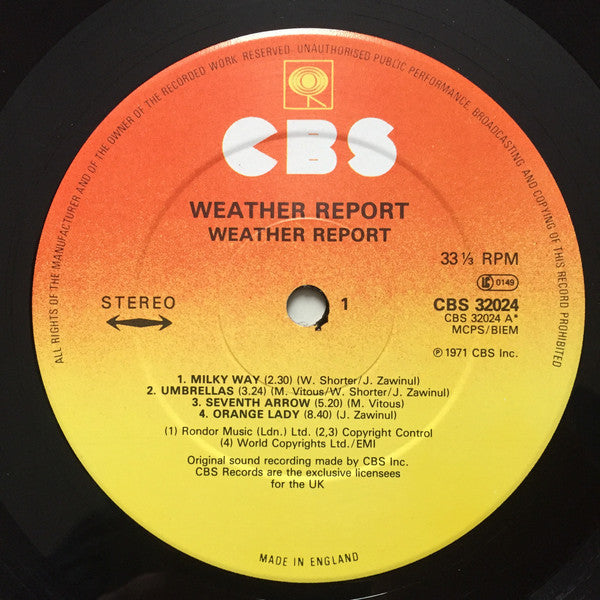 ALL RIGHTS OF THE MANUFACTURER AND OF THE OWNER OF THE RECORDED WORK RESERVED. UNAUTHORISED PUBLIC PERFORMANCE, BROADCASTING AND COPYING OF THIS RECORD PROHIBITED
CBS
WEATHER REPORT
WEATHER REPORT
33 ⅓ RPM
LC 0149
STEREO
1
CBS 32024
CBS 32024 A*
MCPS/BIEM
℗ 1971 CBS Inc.
1. MILKY WAY (2.30) (W. Shorter/J. Zawinul)
2. UMBRELLAS (3.24) (M. Vitous/W. Shorter/J. Zawinul)
3. SEVENTH ARROW (5.20) (M. Vitous)
4. ORANGE LADY (8.40) (J. Zawinul)
(1) Rondor Music (Ldn.) Ltd. (2,3) Copyright Control
(4) World Copyrights Ltd./EMI
Original sound recording made by CBS Inc.
CBS Records are the exclusive licensees
for the UK
MADE IN ENGLAND